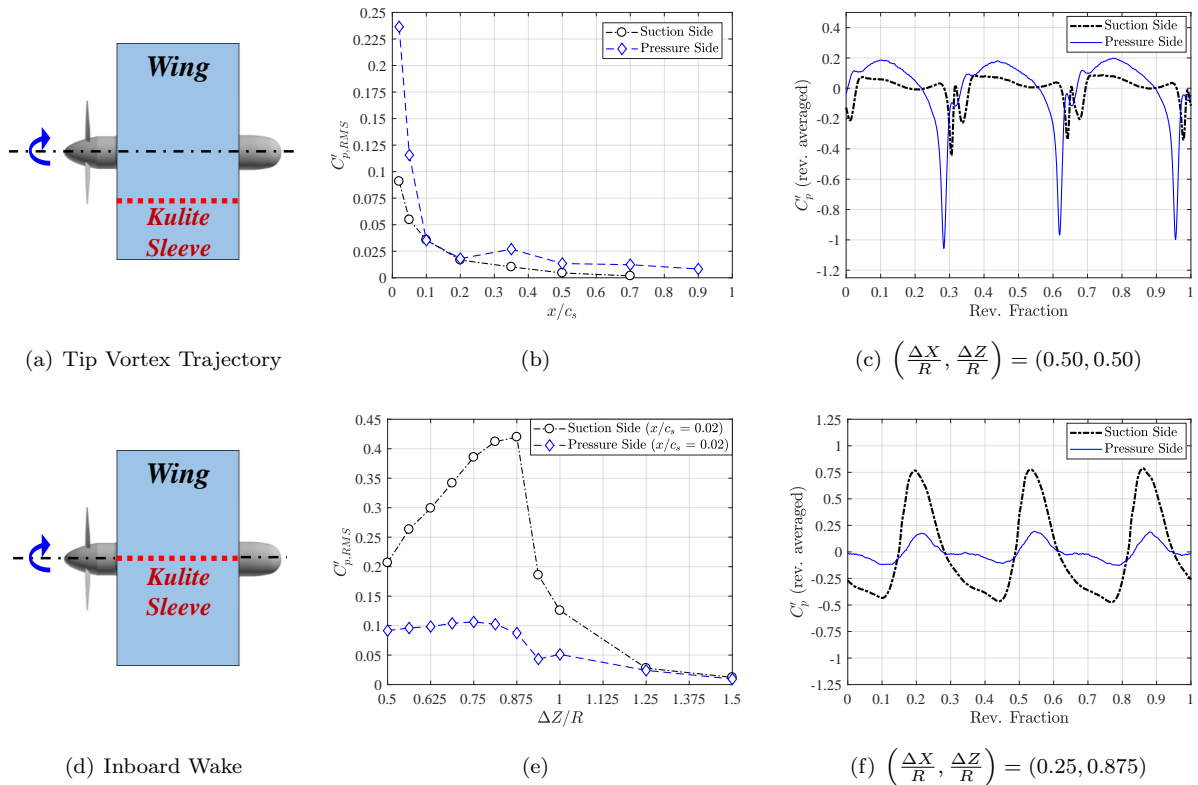 Wing
Kulite
Sleeve
(a) Tip Vortex Trajectory
0.25
0.225
0.2
0.175
0.15
0.125
0.1
0.075
0.05
0.025
0
C′p,RMS
Suction Side
Pressure Side
0 0.1 0.2 0.3 0.4 0.5 0.6 0.7 0.8 0.9 1
x/cs
(b)
0.4
0.2
0
-0.2
-0.4
-0.6
-0.8
-1
-1.2
C′p (rev. averaged)
Suction Side
Pressure Side
0 0.1 0.2 0.3 0.4 0.5 0.6 0.7 0.8 0.9 1
Rev. Fraction
(c) (ΔX/R, ΔZ/R) = (0.50, 0.50)
Wing
Kulite
Sleeve
(d) Inboard Wake
0.45
0.4
0.35
0.3
0.25
0.2
0.15
0.1
0.05
0
C′p,RMS
Suction Side (x/cs = 0.02)
Pressure Side (x/cs = 0.02)
0.5 0.625 0.75 0.875 1 1.125 1.25 1.375 1.5
ΔZ/R
(e)
1.25
1
0.75
0.5
0.25
0
-0.25
-0.5
-0.75
-1
-1.25
C′p (rev. averaged)
Suction Side
Pressure Side
0 0.1 0.2 0.3 0.4 0.5 0.6 0.7 0.8 0.9 1
Rev. Fraction
(f) (ΔX/R, ΔZ/R) = (0.25, 0.875)